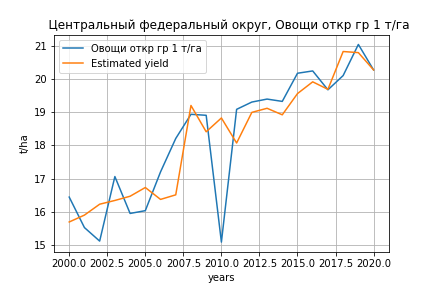 Центральный федеральный округ, Овощи откр гр 1 т/га
Овощи откр гр 1 т/га
Estimated yield
t/ha
21
20
19
18
17
16
15
2000.0 2002.5 2005.0 2007.5 2010.0 2012.5 2015.0 2017.5 2020.0
years